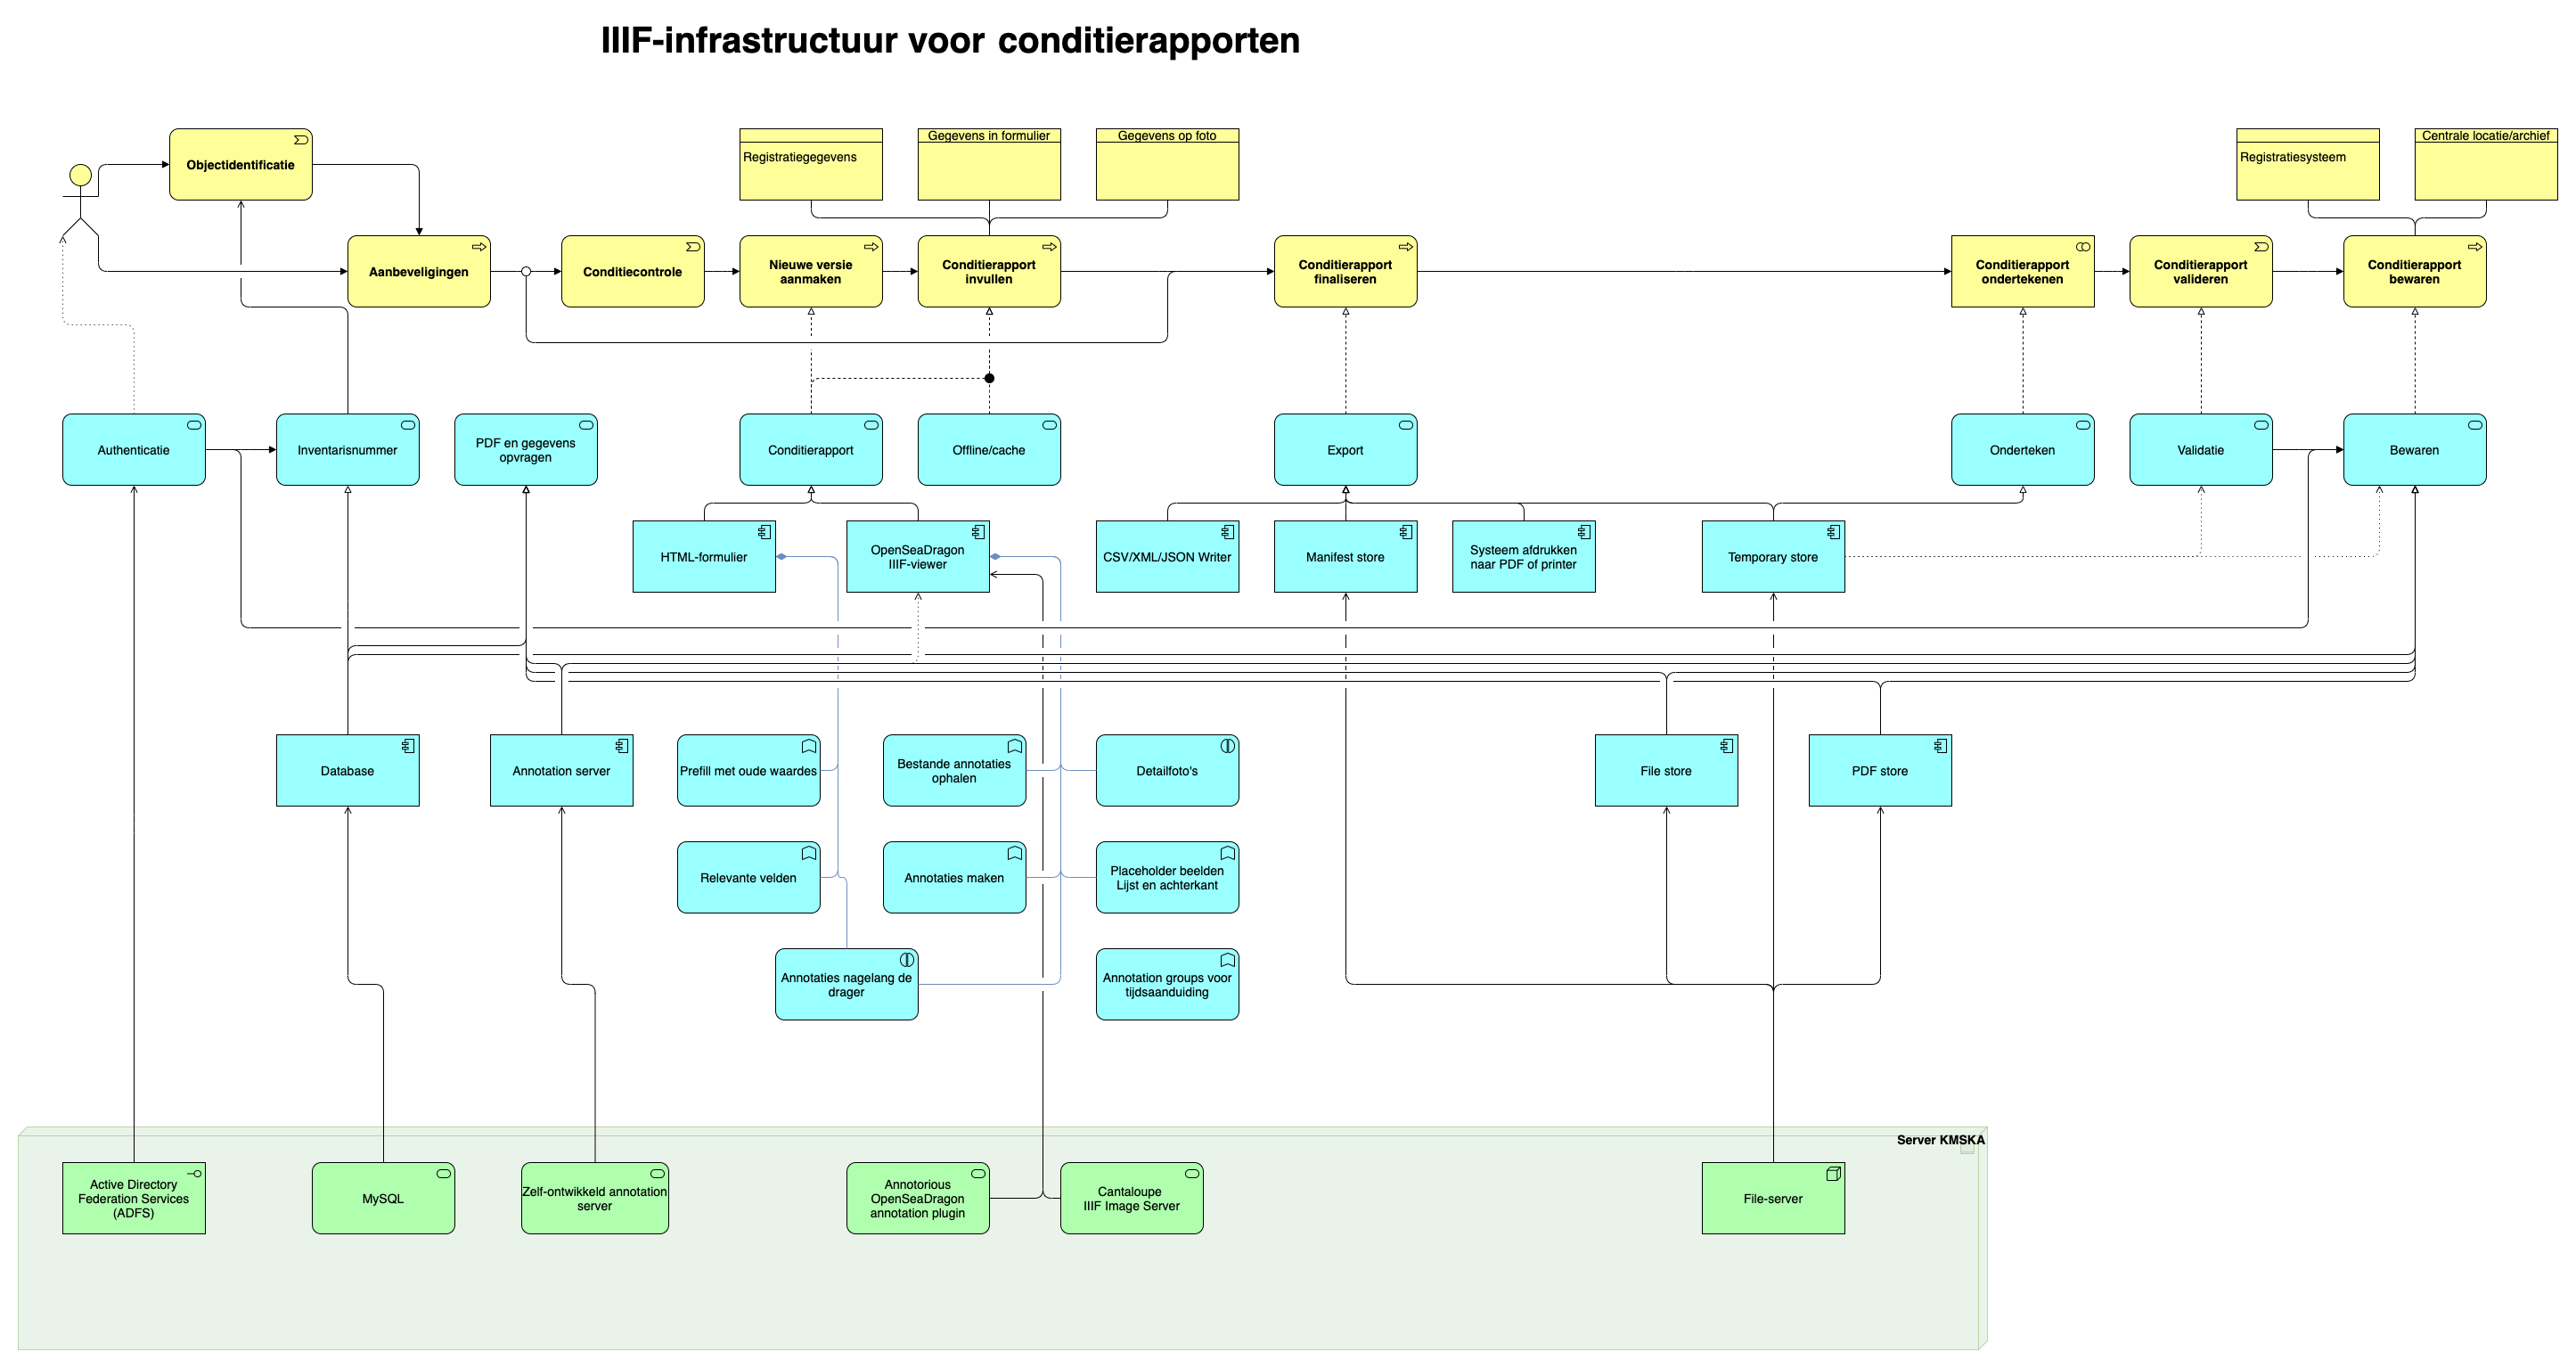 IIIF-infrastructuur voor conditierapporten
Objectidentificatie
Registratiegegevens
Gegevens in formulier
Gegevens op foto
Registratiesysteem
Centrale locatie/archief
Aanbeveligingen
Conditiecontrole
Nieuwe versie
aanmaken
Conditierapport
invullen
Conditierapport
finaliseren
Conditierapport
ondertekenen
Conditierapport
valideren
Conditierapport
bewaren
Authenticatie
Inventarisnummer
PDF en gegevens
opvragen
Conditierapport
Offline/cache
Export
Onderteken
Validatie
Bewaren
HTML-formulier
OpenSeaDragon
IIIF-viewer
CSV/XML/JSON Writer
Manifest store
Systeem afdrukken
naar PDF of printer
Temporary store
Database
Annotation server
Prefill met oude waardes
Bestande annotaties
ophalen
Detailfoto's
File store
PDF store
Relevante velden
Annotaties maken
Placeholder beelden
Lijst en achterkant
Annotaties nagelang de
drager
Annotation groups voor
tijdsaanduiding
Server KMSKA
Active Directory
Federation Services
(ADFS)
MySQL
Zelf-ontwikkeld annotation
server
Annotorious
OpenSeaDragon
annotation plugin
Cantaloupe
IIIF Image Server
File-server